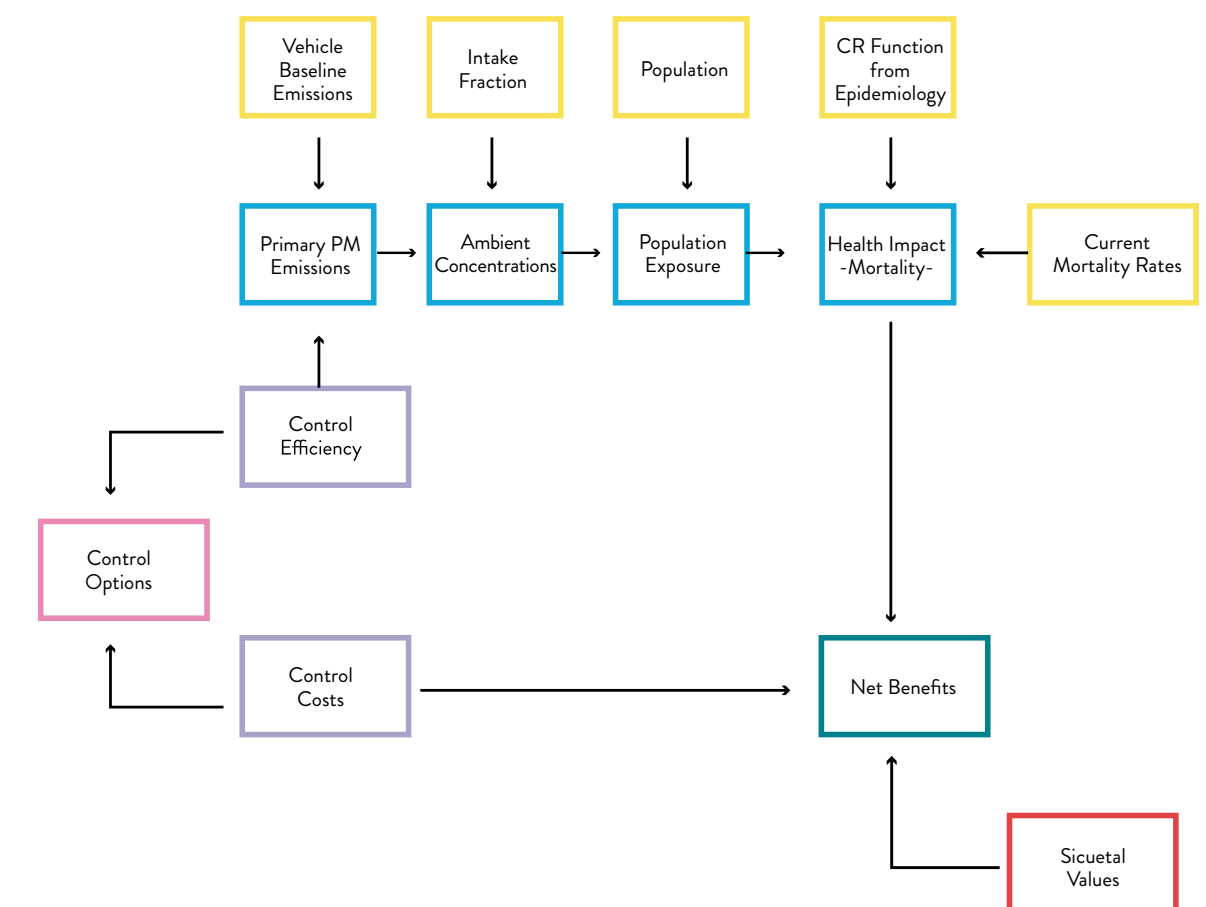 Vehicle
Baseline
Emissions
Intake
Fraction
Population
CR Function
from
Epidemiology
Primary PM
Emissions
Ambient
Concentrations
Population
Exposure
Health Impact
-Mortality-
Current
Mortality Rates
Control
Efficiency
Control
Options
Control
Costs
Net Benefits
Sicuetal
Values